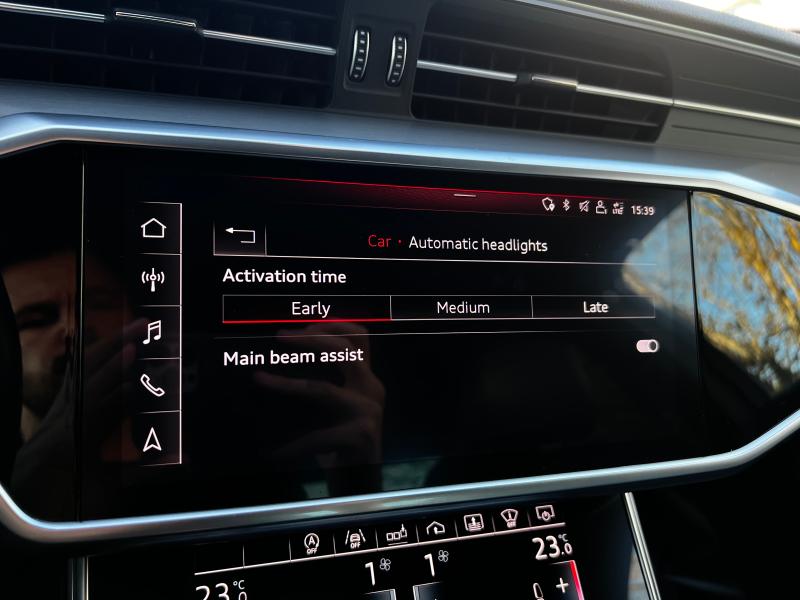 LTE 15:39
Car · Automatic headlights
Activation time
Early Medium Late
Main beam assist
A OFF OFF
23.0 °C 1 1 23.0 °C
+